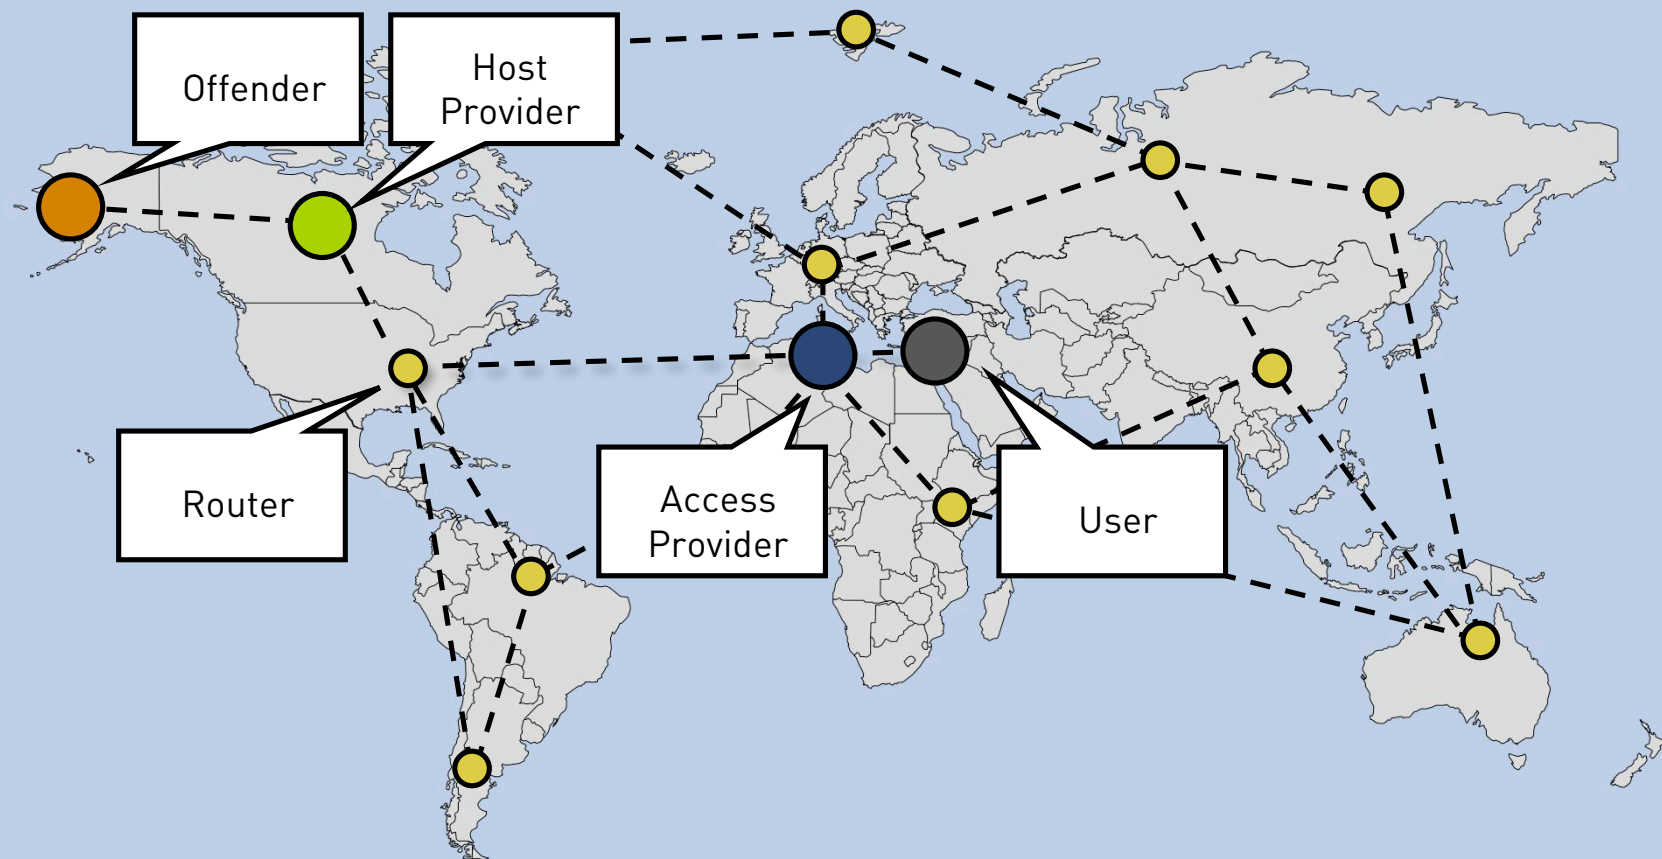 Offender
Host
Provider
Router
Access
Provider
User